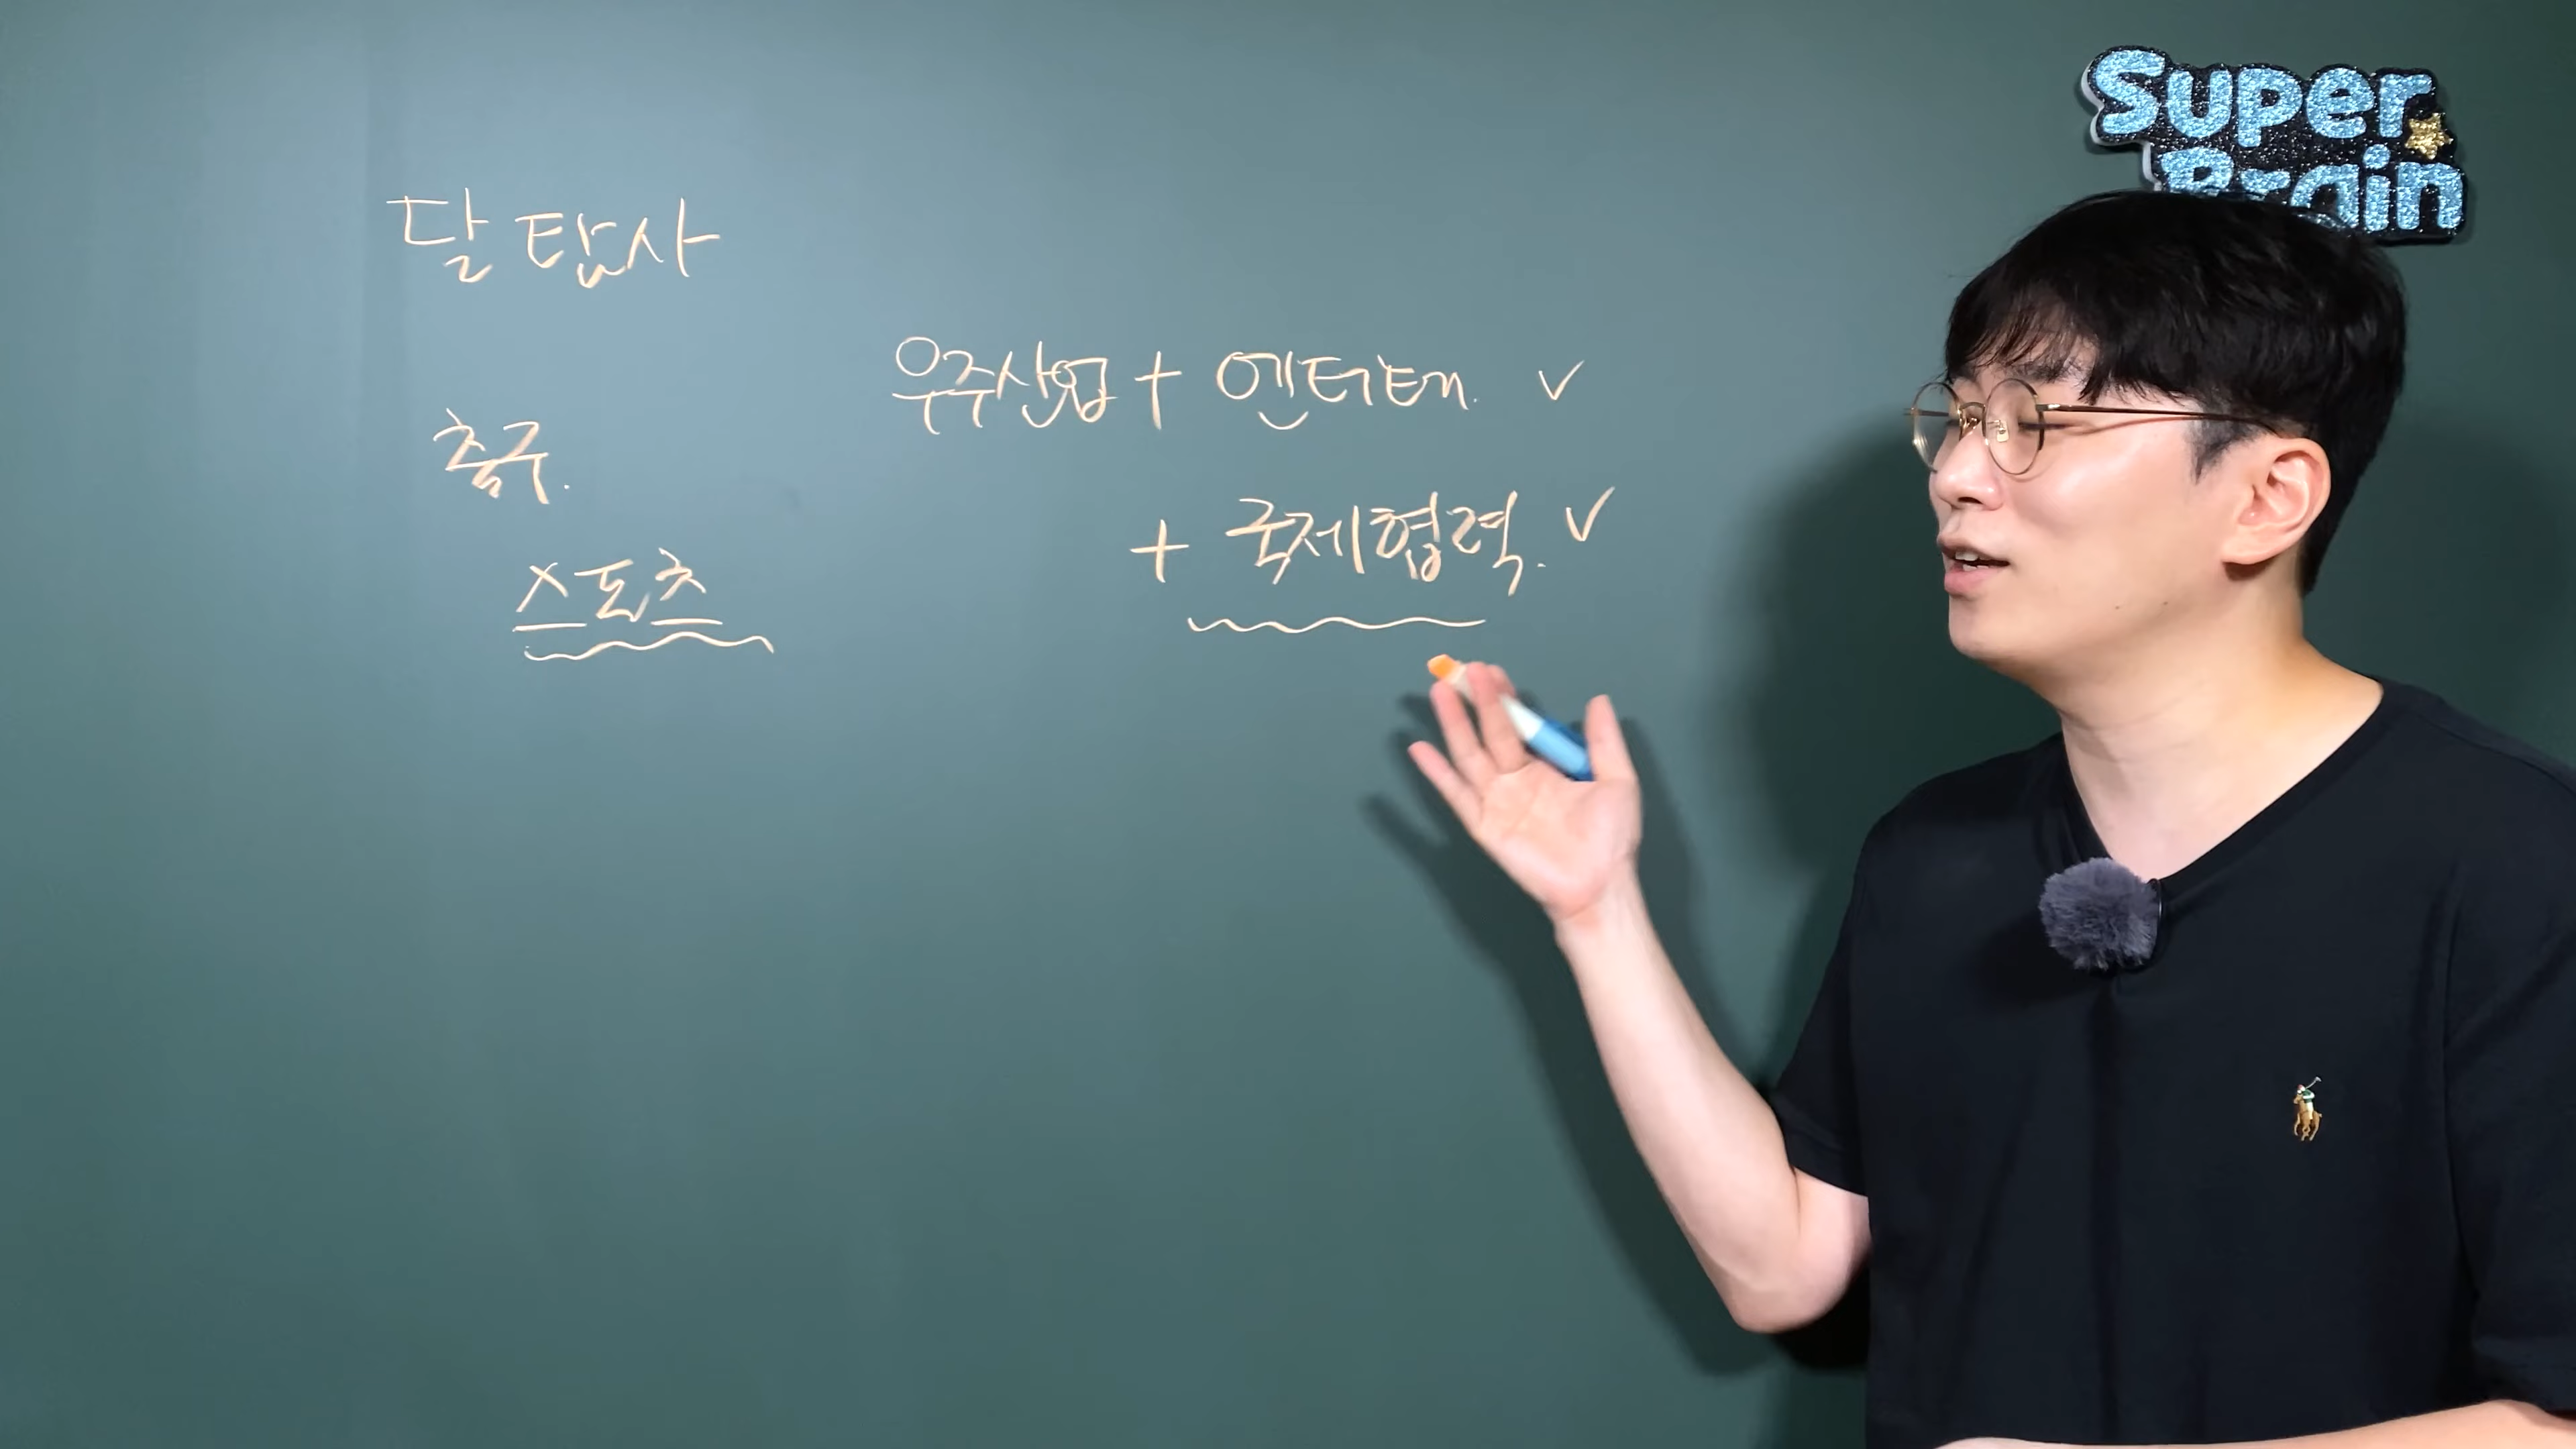 Super
Brain
달 탐사
우주산업 + 엔터테인.
축구.
+ 국제협력.
스포츠